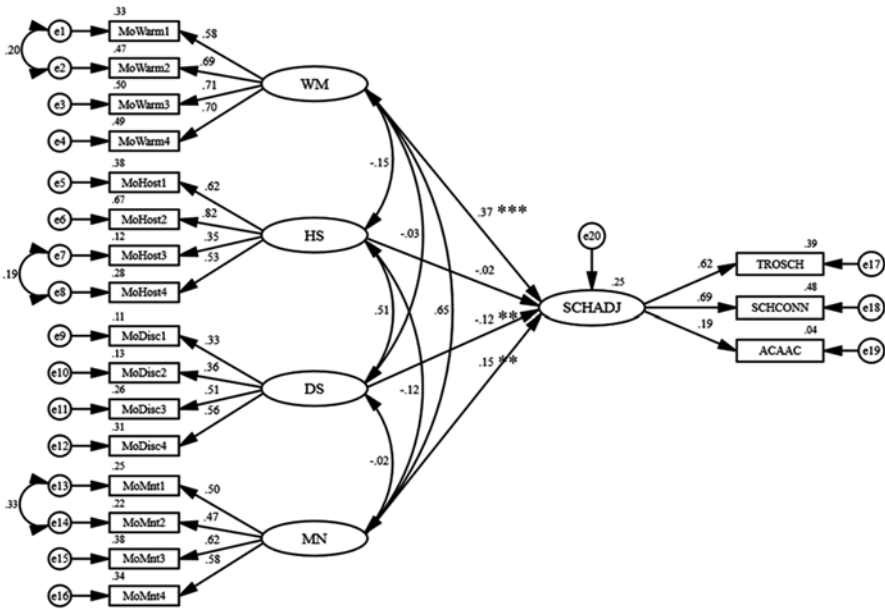 .33
e1 MoWarm1 .58
.20
.47
e2 MoWarm2 .69
.50
e3 MoWarm3 .71
.49
e4 MoWarm4 .70
WM
.38
e5 MoHost1 .62
.67
e6 MoHost2 .82
.12
e7 MoHost3 .35
.19
.28
e8 MoHost4 .53
HS
.11
e9 MoDisc1 .33
.13
e10 MoDisc2 .36
.26
e11 MoDisc3 .51
.31
e12 MoDisc4 .56
DS
.25
e13 MoMnt1 .50
.33
.22
e14 MoMnt2 .47
.38
e15 MoMnt3 .62
.34
e16 MoMnt4 .58
MN
-.15
-.03
.51
.65
-.12
-.02
.37 ***
-.02
-.12 **
.15 **
e20
.25
SCHADJ
.39
.62 TROSCH e17
.48
.69 SCHCONN e18
.04
.19 ACAAC e19